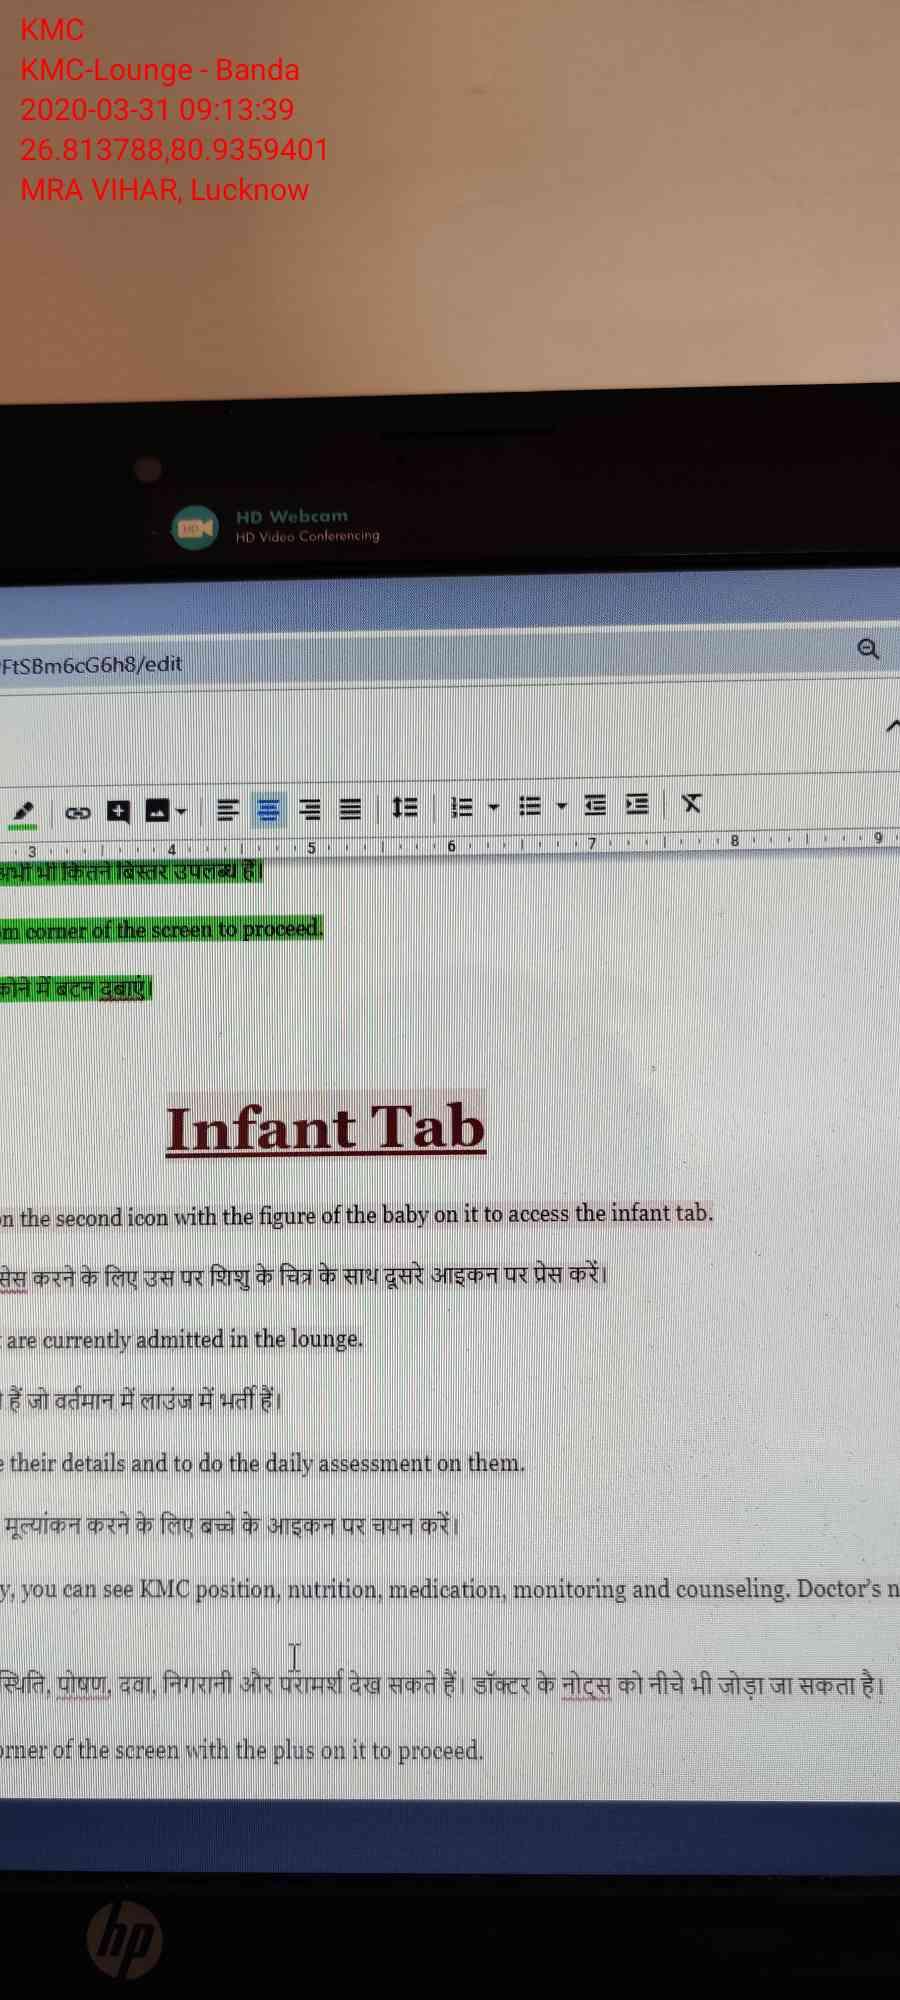 KMC
KMC-Lounge - Banda
2020-03-31 09:13:39
26.813788,80.9359401
MRA VIHAR, Lucknow
HD
HD Webcam
HD Video Conferencing
FtSBm6cG6h8/edit
3 4 5 6 7 8 9
अभी भी कितने बिस्तर उपलब्ध हैं।
om corner of the screen to proceed.
कोने में बटन दबाएं।
Infant Tab
on the second icon with the figure of the baby on it to access the infant tab.
सेस करने के लिए उस पर शिशु के चित्र के साथ दूसरे आइकन पर प्रेस करें।
are currently admitted in the lounge.
हैं जो वर्तमान में लाउंज में भर्ती हैं।
e their details and to do the daily assessment on them.
मूल्यांकन करने के लिए बच्चे के आइकन पर चयन करें।
y, you can see KMC position, nutrition, medication, monitoring and counseling. Doctor's n
स्थिति, पोषण, दवा, निगरानी और परामर्श देख सकते हैं। डॉक्टर के नोट्स को नीचे भी जोड़ा जा सकता है।
orner of the screen with the plus on it to proceed.
hp